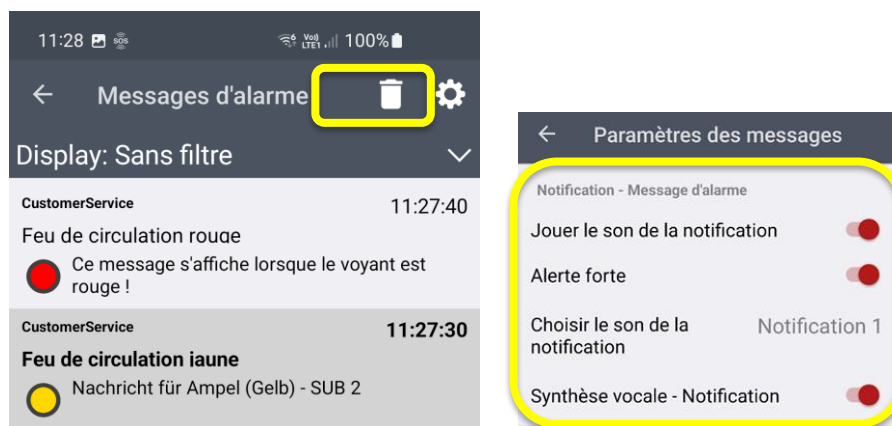 11:28 SOS Vo)) LTE1 100%
Messages d'alarme
Display: Sans filtre
CustomerService 11:27:40
Feu de circulation rouge
Ce message s'affiche lorsque le voyant est
rouge !
CustomerService 11:27:30
Feu de circulation jaune
Nachricht für Ampel (Gelb) - SUB 2
Paramètres des messages
Notification - Message d'alarme
Jouer le son de la notification
Alerte forte
Choisir le son de la Notification 1
notification
Synthèse vocale - Notification